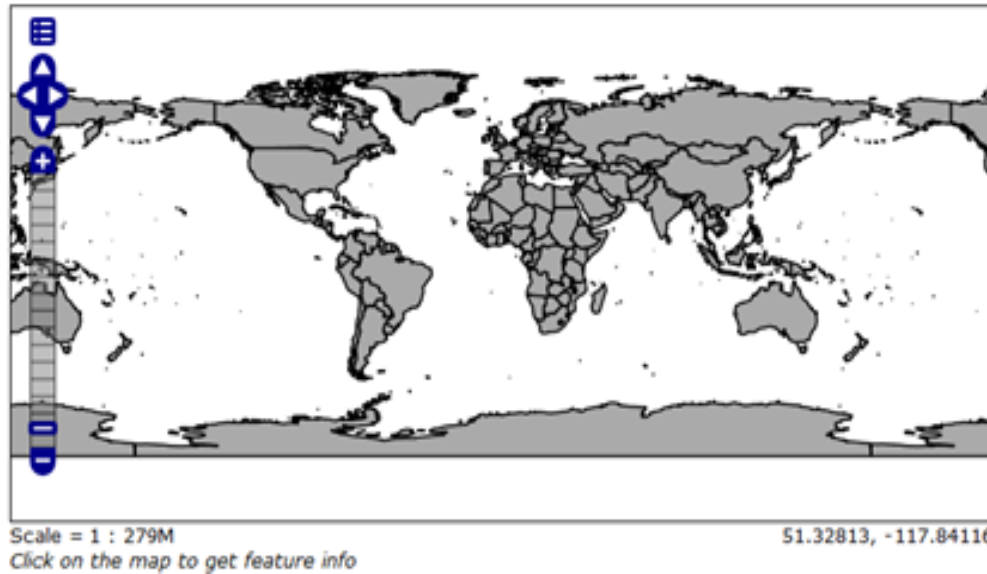 Scale = 1 : 279M
51.32813, -117.84116
Click on the map to get feature info